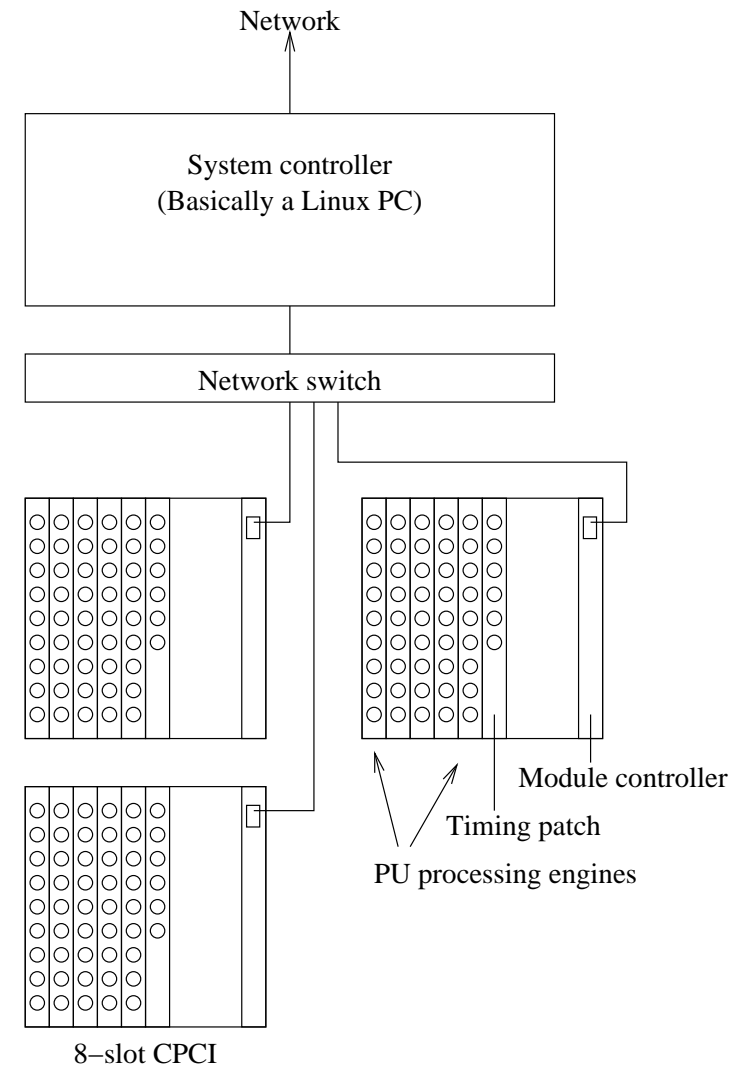 Network
System controller
(Basically a Linux PC)
Network switch
Module controller
Timing patch
PU processing engines
8−slot CPCI